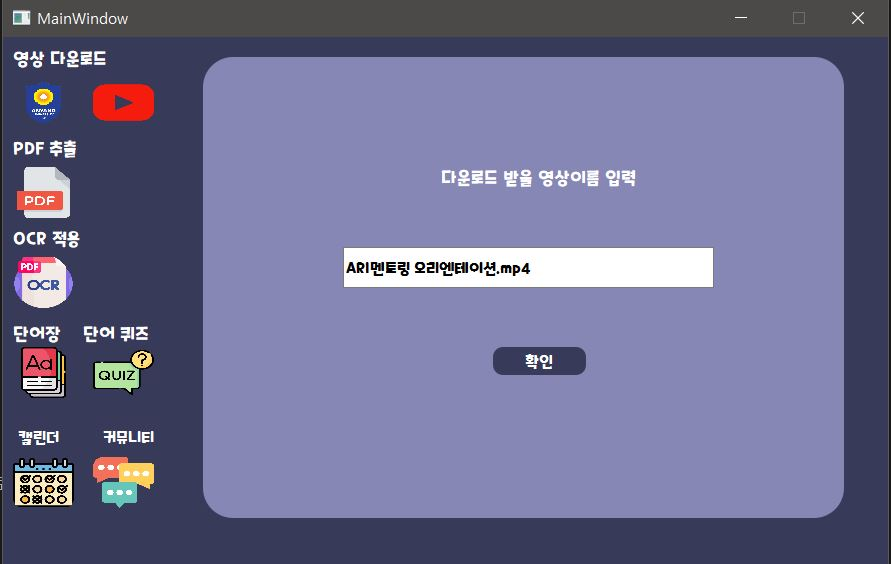 MainWindow
영상 다운로드
PDF 추출
PDF
OCR 적용
PDF
OCR
단어장 단어 퀴즈
Aa
?
QUIZ
캘린더 커뮤니티
다운로드 받을 영상이름 입력
ARI멘토링 오리엔테이션.mp4
확인